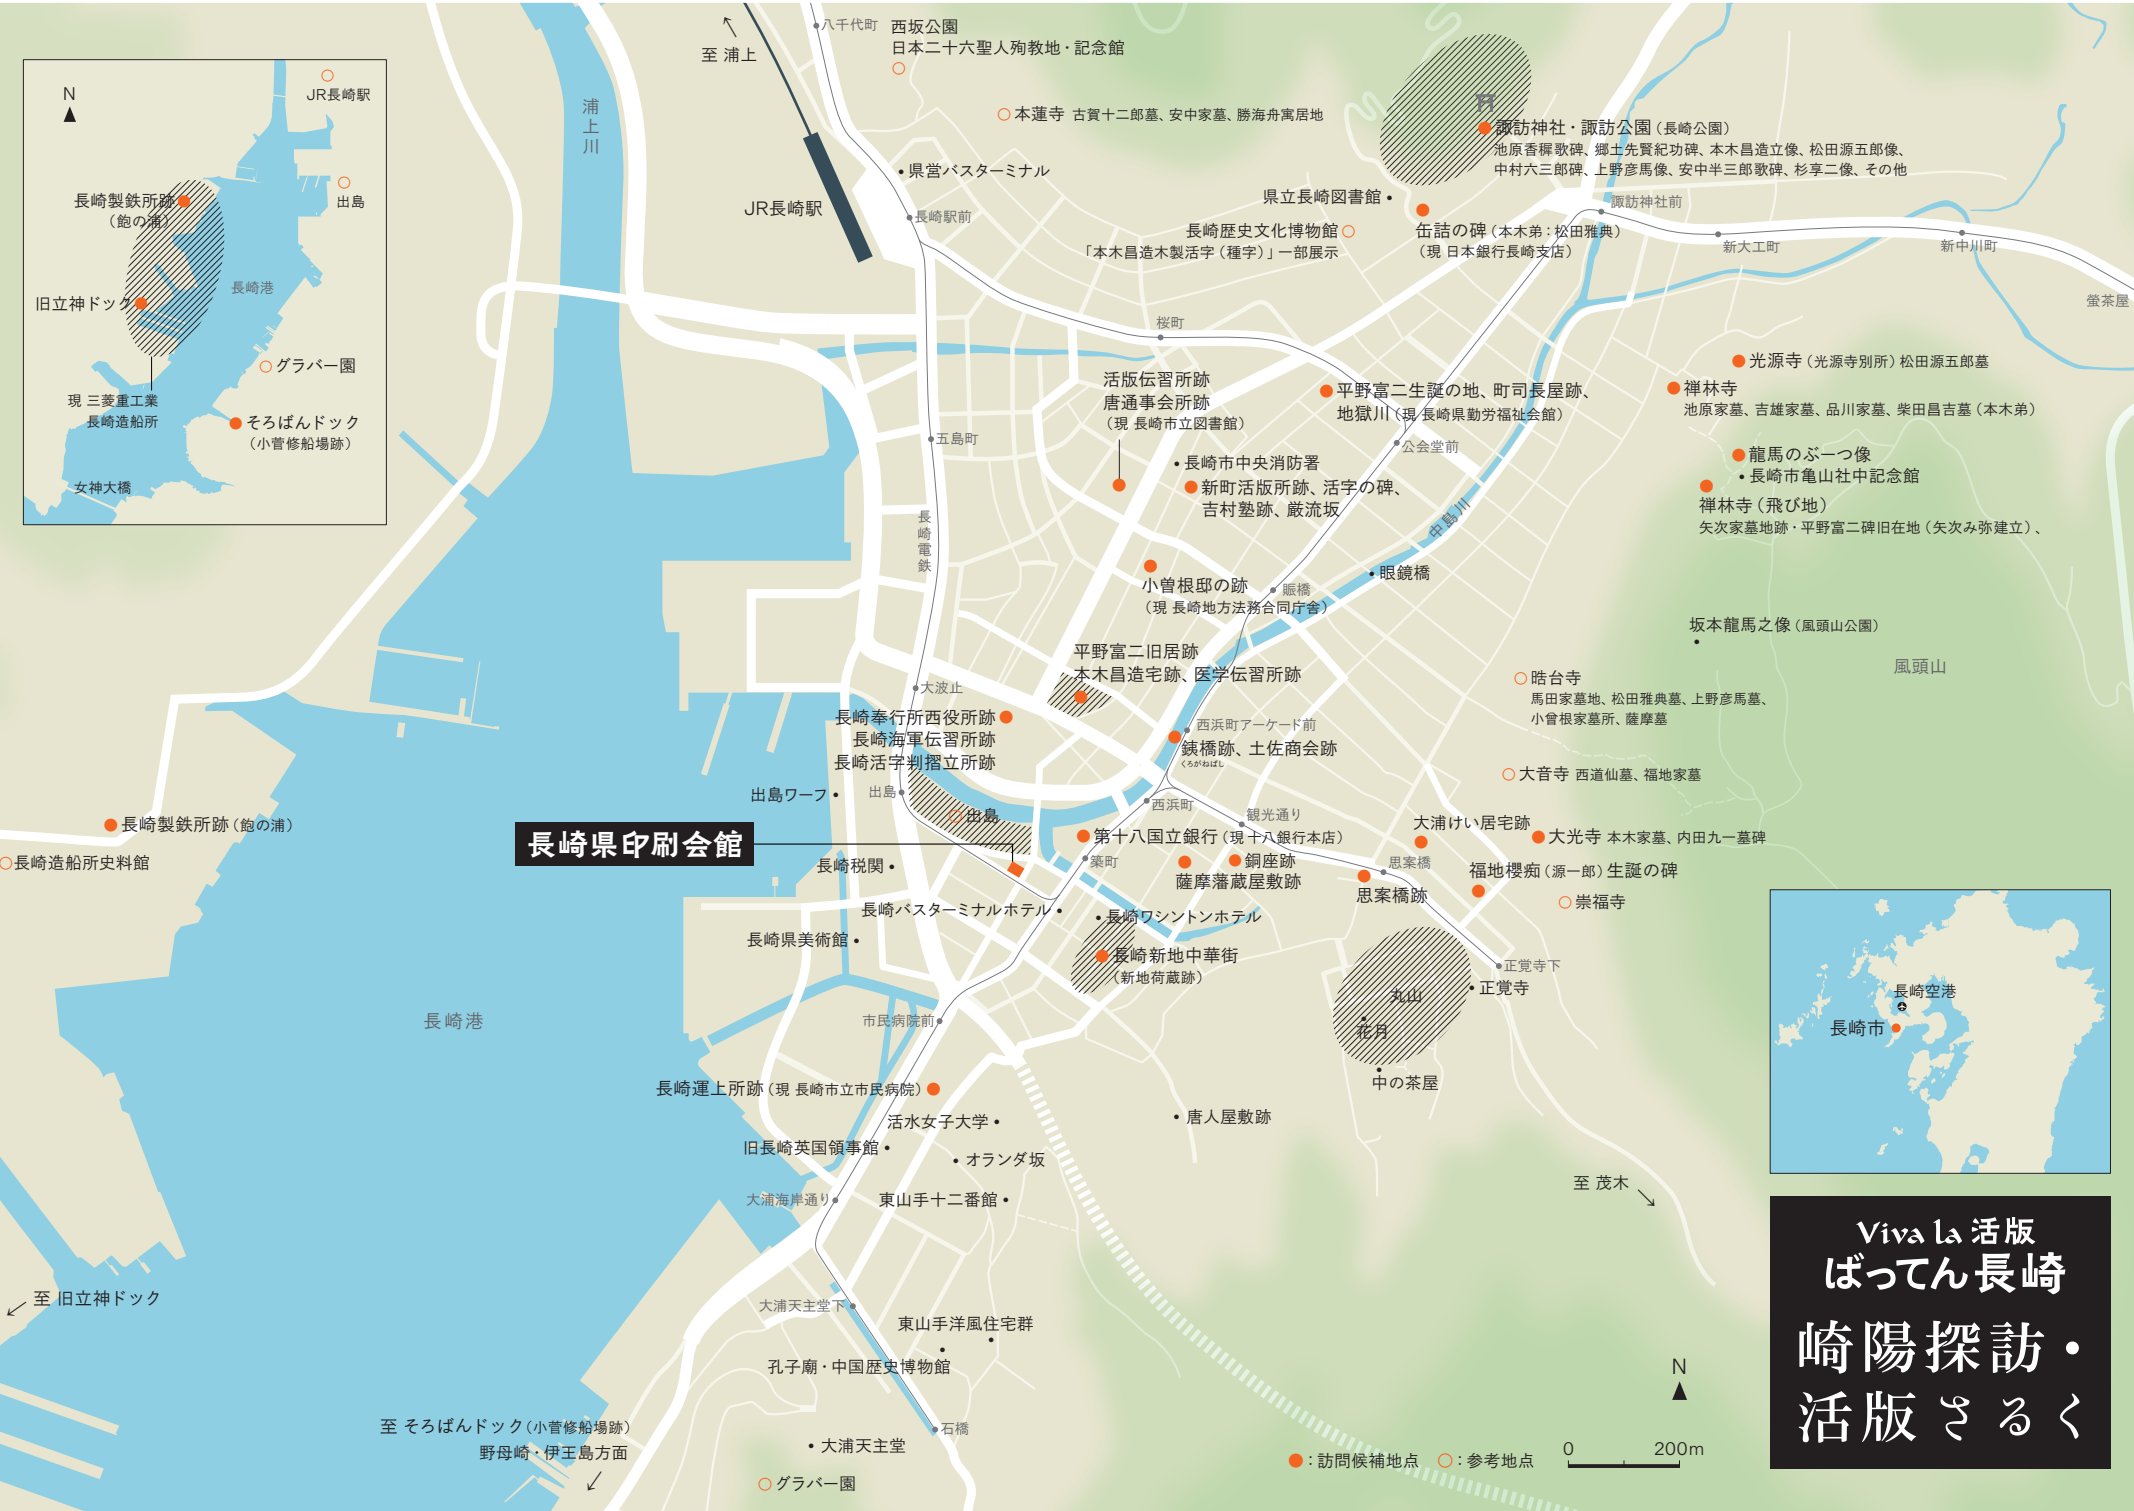 至 浦上
八千代町
西坂公園
日本二十六聖人殉教地・記念館
本蓮寺 古賀十二郎墓、安中家墓、勝海舟寓居地
浦上川
県営バスターミナル
JR長崎駅
長崎駅前
諏訪神社・諏訪公園（長崎公園）
池原香穉歌碑、郷土先賢紀功碑、本木昌造立像、松田源五郎像、
中村六三郎碑、上野彦馬像、安中半三郎歌碑、杉享二像、その他
県立長崎図書館
長崎歴史文化博物館
「本木昌造木製活字（種字）」一部展示
缶詰の碑（本木弟：松田雅典）
（現 日本銀行長崎支店）
諏訪神社前
新大工町
新中川町
螢茶屋
N
JR長崎駅
出島
長崎製鉄所跡
（飽の浦）
長崎港
旧立神ドック
グラバー園
現 三菱重工業
長崎造船所
そろばんドック
（小菅修船場跡）
女神大橋
桜町
活版伝習所跡
唐通事会所跡
（現 長崎市立図書館）
平野富二生誕の地、町司長屋跡、
地獄川（現 長崎県勤労福祉会館）
公会堂前
光源寺（光源寺別所）松田源五郎墓
禅林寺
池原家墓、吉雄家墓、品川家墓、柴田昌吉墓（本木弟）
龍馬のぶーつ像
長崎市亀山社中記念館
禅林寺（飛び地）
矢次家墓地跡・平野富二碑旧在地（矢次み弥建立）、
五島町
長崎市中央消防署
新町活版所跡、活字の碑、
吉村塾跡、厳流坂
長崎電鉄
中島川
小曽根邸の跡
（現 長崎地方法務合同庁舎）
賑橋
眼鏡橋
坂本龍馬之像（風頭山公園）
風頭山
平野富二旧居跡
本木昌造宅跡、医学伝習所跡
大波止
晧台寺
馬田家墓地、松田雅典墓、上野彦馬墓、
小曾根家墓所、薩摩墓
長崎奉行所西役所跡
長崎海軍伝習所跡
長崎活字判摺立所跡
西浜町アーケード前
銕橋跡、土佐商会跡
くろがねばし
大音寺 西道仙墓、福地家墓
出島ワーフ
出島
出島
西浜町
観光通り
長崎製鉄所跡（飽の浦）
長崎造船所史料館
長崎県印刷会館
長崎税関
第十八国立銀行（現 十八銀行本店）
築町
銅座跡
薩摩藩蔵屋敷跡
大浦けい居宅跡
大光寺 本木家墓、内田九一墓碑
思案橋
思案橋跡
福地櫻痴（源一郎）生誕の碑
崇福寺
長崎バスターミナルホテル
長崎ワシントンホテル
長崎県美術館
長崎新地中華街
（新地荷蔵跡）
正覚寺下
正覚寺
丸山
花月
中の茶屋
長崎空港
長崎市
長崎港
市民病院前
長崎運上所跡（現 長崎市立市民病院）
活水女子大学
唐人屋敷跡
旧長崎英国領事館
オランダ坂
大浦海岸通り
東山手十二番館
至 茂木
至 旧立神ドック
大浦天主堂下
東山手洋風住宅群
孔子廟・中国歴史博物館
至 そろばんドック（小菅修船場跡）
野母崎・伊王島方面
石橋
大浦天主堂
グラバー園
：訪問候補地点 ：参考地点
0 200m
N
Viva la 活版
ばってん長崎
崎陽探訪・
活版さるく